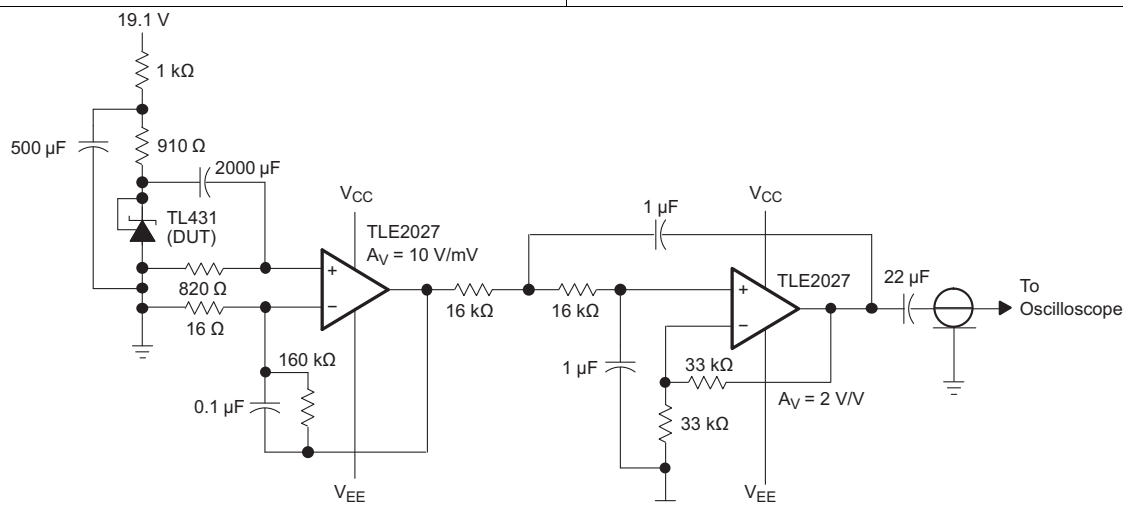 19.1 V
1 kΩ
500 µF
910 Ω
2000 µF
TL431
(DUT)
820 Ω
16 Ω
160 kΩ
0.1 µF
VCC
TLE2027
AV = 10 V/mV
VEE
16 kΩ
16 kΩ
1 µF
1 µF
VCC
TLE2027
22 µF
To
Oscilloscope
33 kΩ
AV = 2 V/V
33 kΩ
VEE
+
−
+
−